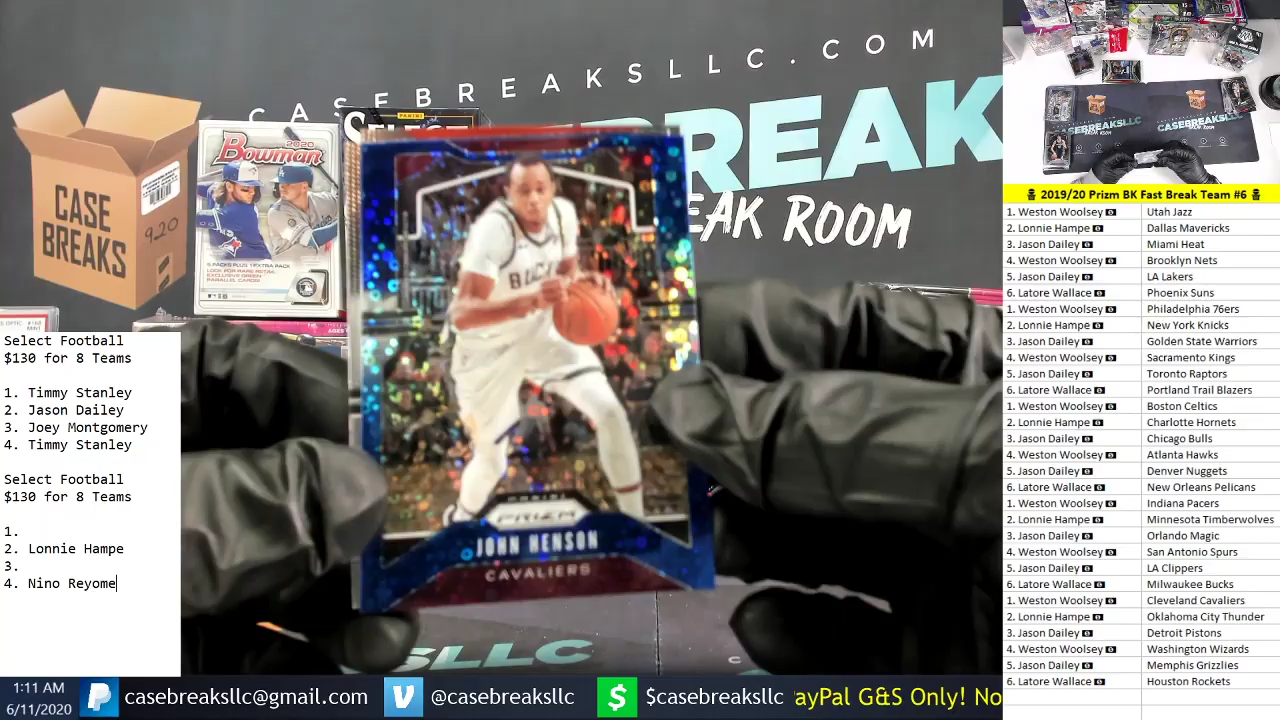 CASEBREAKSLLC.COM
BREAK
EAK ROOM
CASE
BREAKS
920
2020
Bowman
PANINI
SELECT
BUCKS
PANINI
PRIZM
JOHN HENSON
CAVALIERS
SLLC
Select Football
$130 for 8 Teams
1. Timmy Stanley
2. Jason Dailey
3. Joey Montgomery
4. Timmy Stanley
Select Football
$130 for 8 Teams
1.
2. Lonnie Hampe
3.
4. Nino Reyome
CASEBREAKSLLC
CASEBREAKSLLC
2019/20 Prizm BK Fast Break Team #6
1. Weston Woolsey Utah Jazz
2. Lonnie Hampe Dallas Mavericks
3. Jason Dailey Miami Heat
4. Weston Woolsey Brooklyn Nets
5. Jason Dailey LA Lakers
6. Latore Wallace Phoenix Suns
1. Weston Woolsey Philadelphia 76ers
2. Lonnie Hampe New York Knicks
3. Jason Dailey Golden State Warriors
4. Weston Woolsey Sacramento Kings
5. Jason Dailey Toronto Raptors
6. Latore Wallace Portland Trail Blazers
1. Weston Woolsey Boston Celtics
2. Lonnie Hampe Charlotte Hornets
3. Jason Dailey Chicago Bulls
4. Weston Woolsey Atlanta Hawks
5. Jason Dailey Denver Nuggets
6. Latore Wallace New Orleans Pelicans
1. Weston Woolsey Indiana Pacers
2. Lonnie Hampe Minnesota Timberwolves
3. Jason Dailey Orlando Magic
4. Weston Woolsey San Antonio Spurs
5. Jason Dailey LA Clippers
6. Latore Wallace Milwaukee Bucks
1. Weston Woolsey Cleveland Cavaliers
2. Lonnie Hampe Oklahoma City Thunder
3. Jason Dailey Detroit Pistons
4. Weston Woolsey Washington Wizards
5. Jason Dailey Memphis Grizzlies
6. Latore Wallace Houston Rockets
1:11 AM
6/11/2020
casebreaksllc@gmail.com
@casebreaksllc
$casebreaksllc
ayPal G&S Only! No